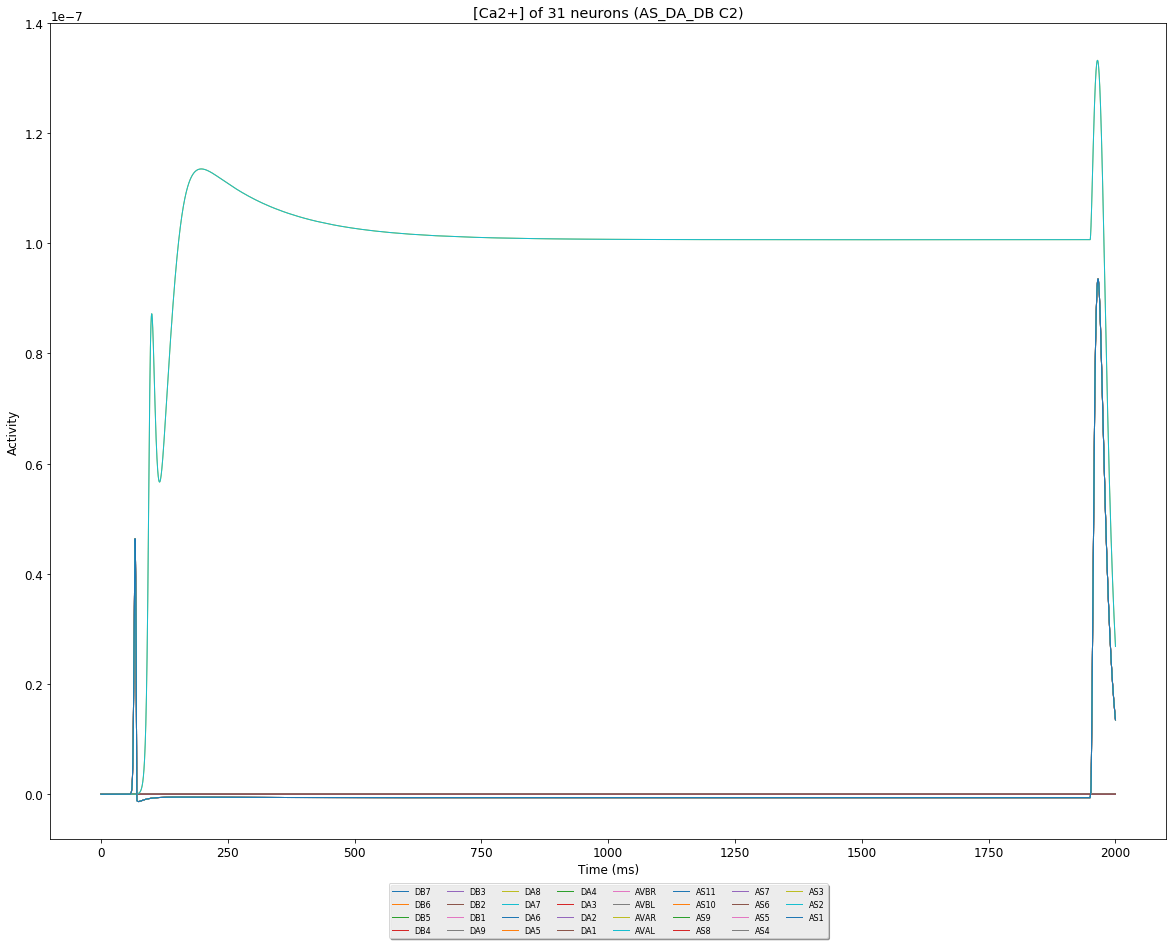 [Ca2+] of 31 neurons (AS_DA_DB C2)
1e−7
1.4
1.2
1.0
0.8
0.6
0.4
0.2
0.0
Activity
0 250 500 750 1000 1250 1500 1750 2000
Time (ms)
DB7 DB3 DA8 DA4 AVBR AS11 AS7 AS3
DB6 DB2 DA7 DA3 AVBL AS10 AS6 AS2
DB5 DB1 DA6 DA2 AVAR AS9 AS5 AS1
DB4 DA9 DA5 DA1 AVAL AS8 AS4